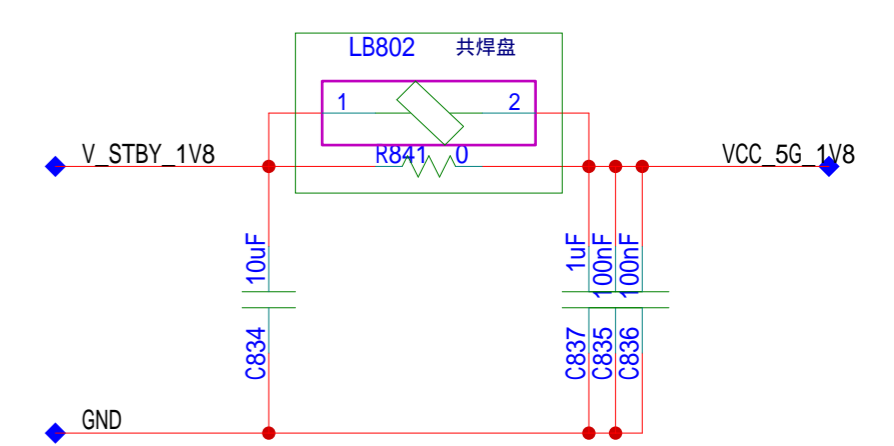 LB802 共焊盘
1 2
V_STBY_1V8
R841 0
VCC_5G_1V8
10uF
1uF
100nF
100nF
C834
C837
C835
C836
GND